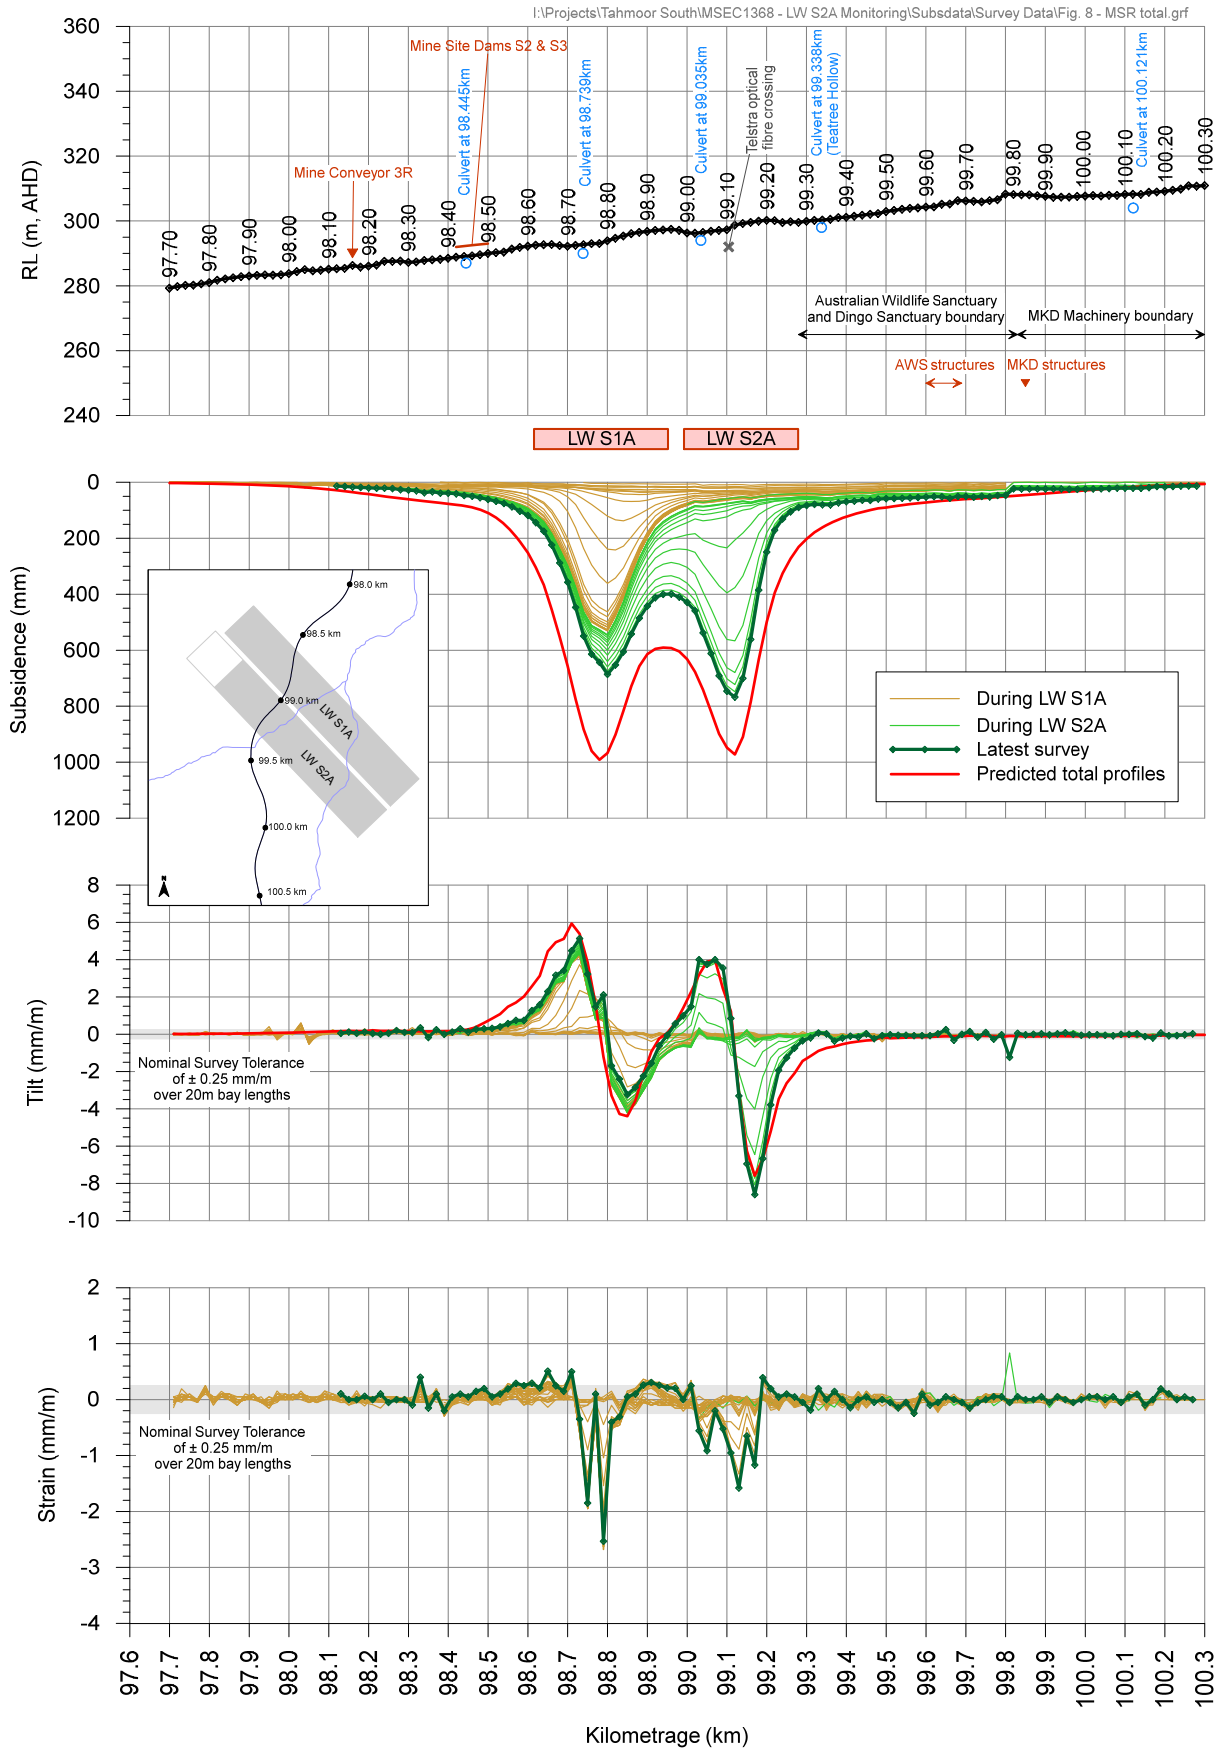 I:\Projects\Tahmoor South\MSEC1368 - LW S2A Monitoring\Subsdata\Survey Data\Fig. 8 - MSR total.grf
360
340
320
300
280
260
240
RL (m, AHD)
Mine Site Dams S2 & S3
Mine Conveyor 3R
Culvert at 98.445km
Culvert at 98.739km
Culvert at 99.035km
Telstra optical
fibre crossing
Culvert at 99.338km
(Teatree Hollow)
Culvert at 100.121km
97.70
97.80
97.90
98.00
98.10
98.20
98.30
98.40
98.50
98.60
98.70
98.80
98.90
99.00
99.10
99.20
99.30
99.40
99.50
99.60
99.70
99.80
99.90
100.00
100.10
100.20
100.30
Australian Wildlife Sanctuary
and Dingo Sanctuary boundary
MKD Machinery boundary
AWS structures
MKD structures
LW S1A
LW S2A
0
200
400
600
800
1000
1200
Subsidence (mm)
98.0 km
98.5 km
99.0 km
99.5 km
100.0 km
100.5 km
LW S1A
LW S2A
N
During LW S1A
During LW S2A
Latest survey
Predicted total profiles
8
6
4
2
0
-2
-4
-6
-8
-10
Tilt (mm/m)
Nominal Survey Tolerance
of ± 0.25 mm/m
over 20m bay lengths
2
1
0
-1
-2
-3
-4
Strain (mm/m)
Nominal Survey Tolerance
of ± 0.25 mm/m
over 20m bay lengths
97.6
97.7
97.8
97.9
98.0
98.1
98.2
98.3
98.4
98.5
98.6
98.7
98.8
98.9
99.0
99.1
99.2
99.3
99.4
99.5
99.6
99.7
99.8
99.9
100.0
100.1
100.2
100.3
Kilometrage (km)